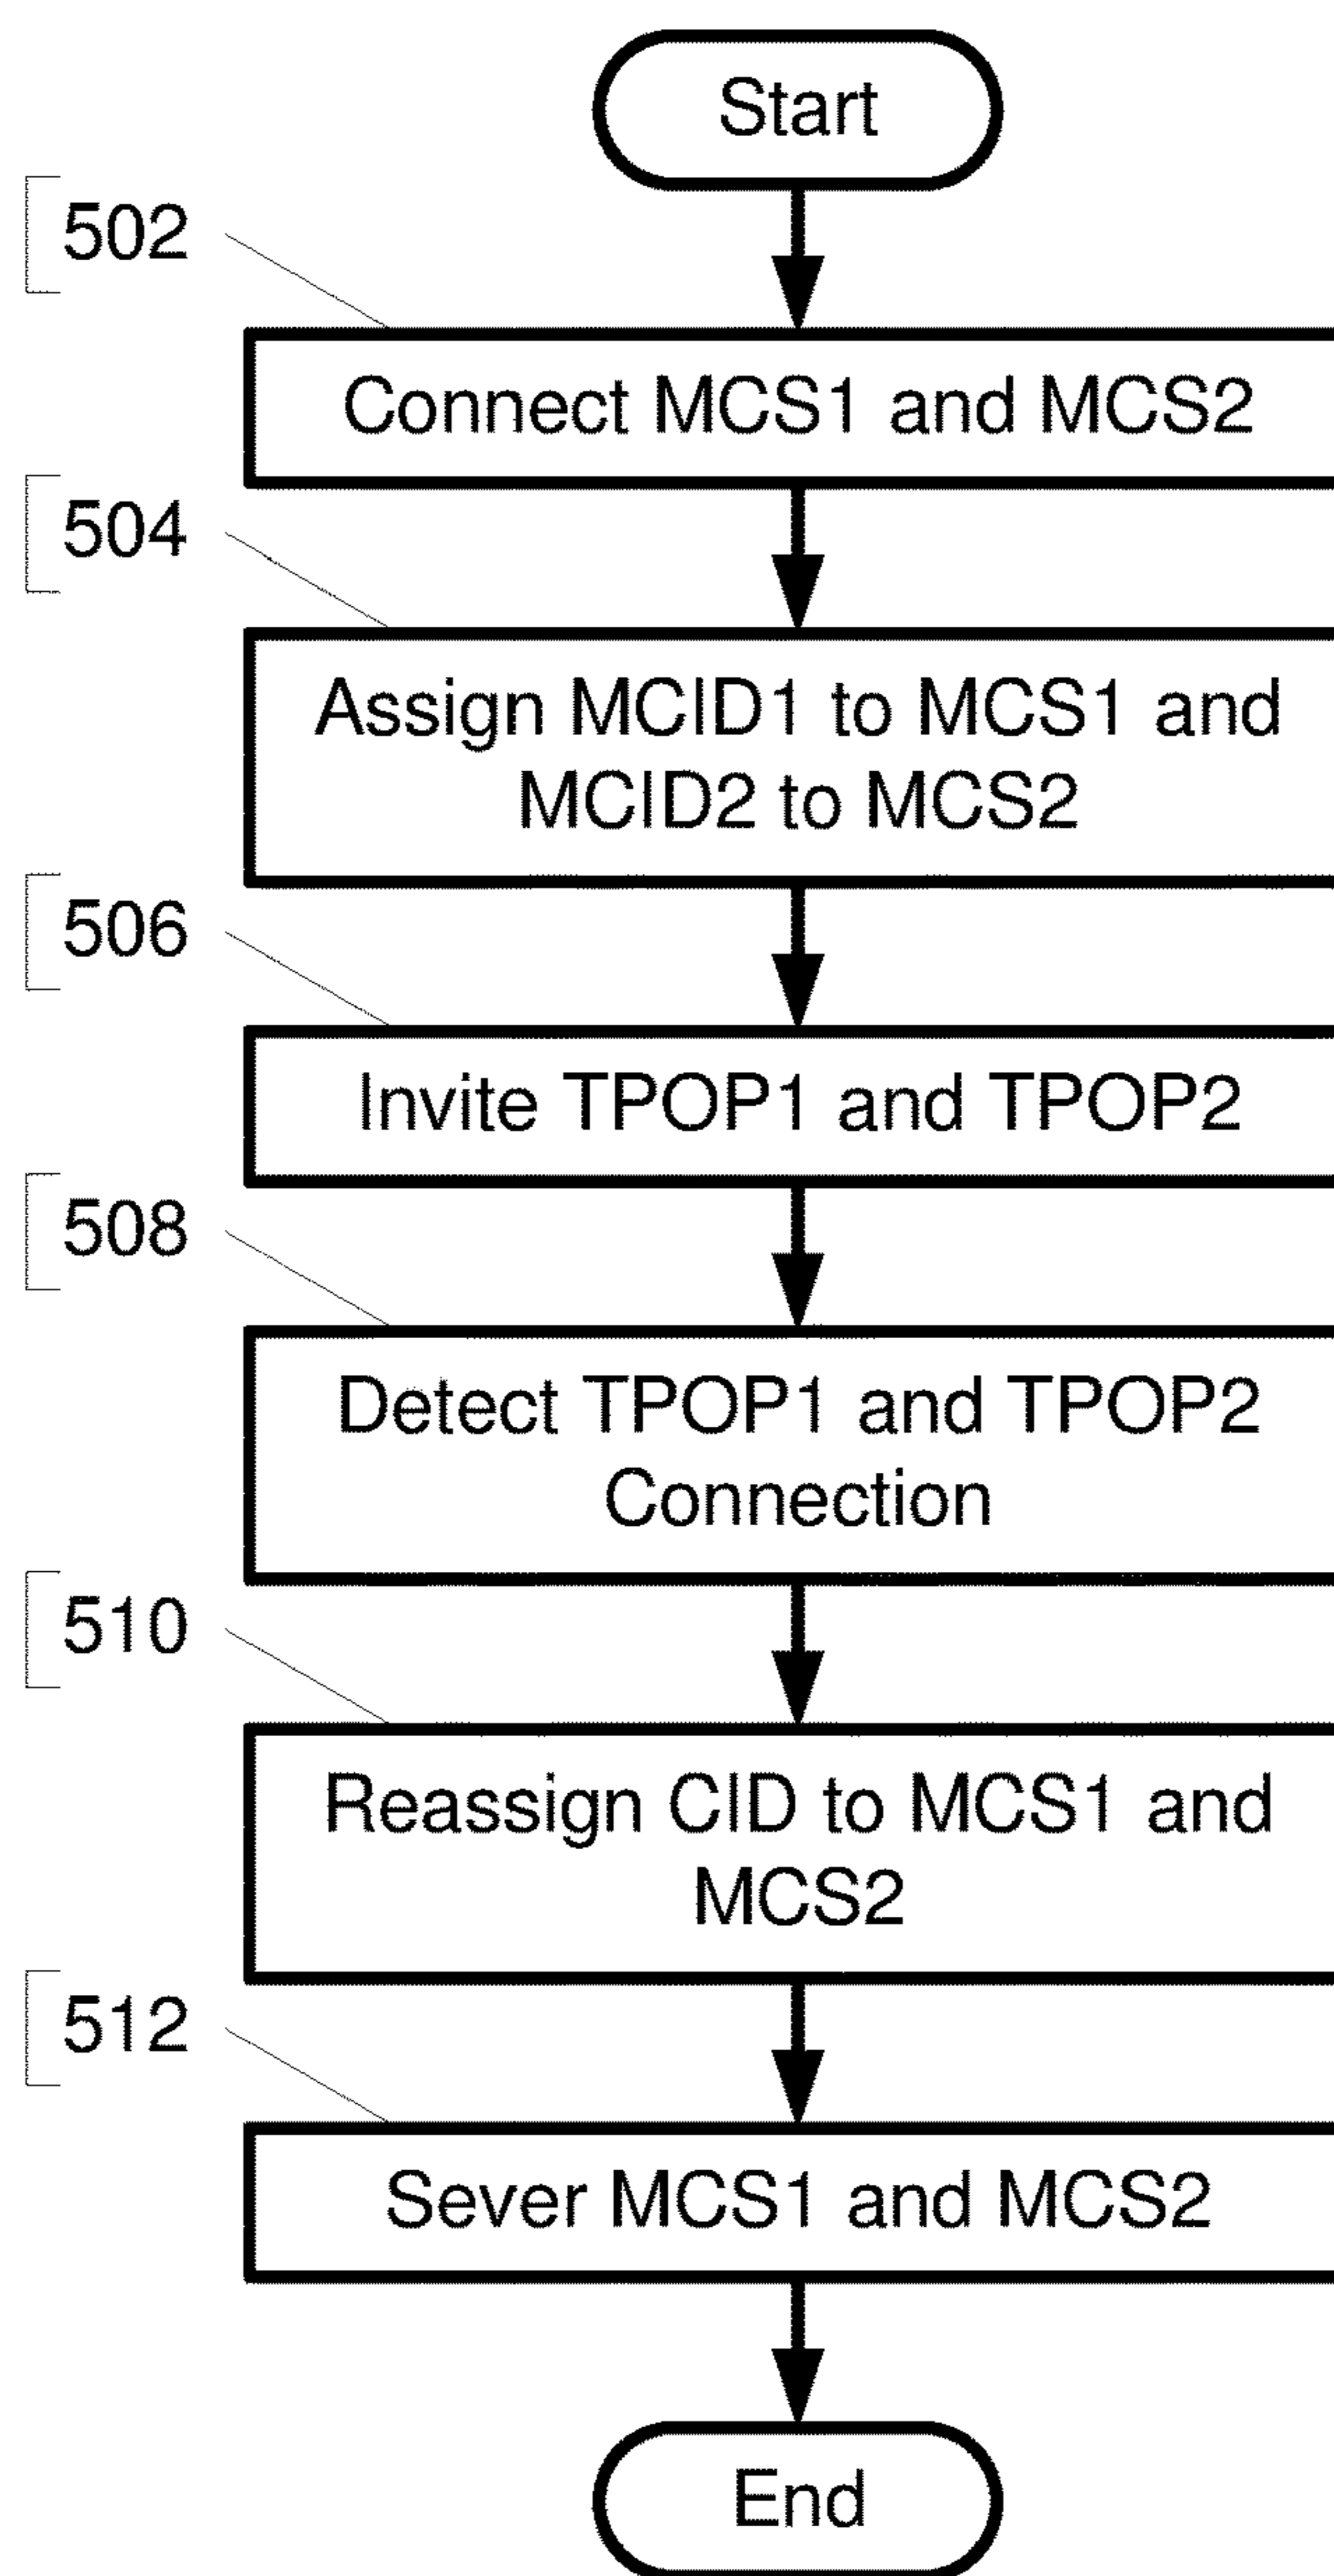 Start
502
Connect MCS1 and MCS2
504
Assign MCID1 to MCS1 and
MCID2 to MCS2
506
Invite TPOP1 and TPOP2
508
Detect TPOP1 and TPOP2
Connection
510
Reassign CID to MCS1 and
MCS2
512
Sever MCS1 and MCS2
End